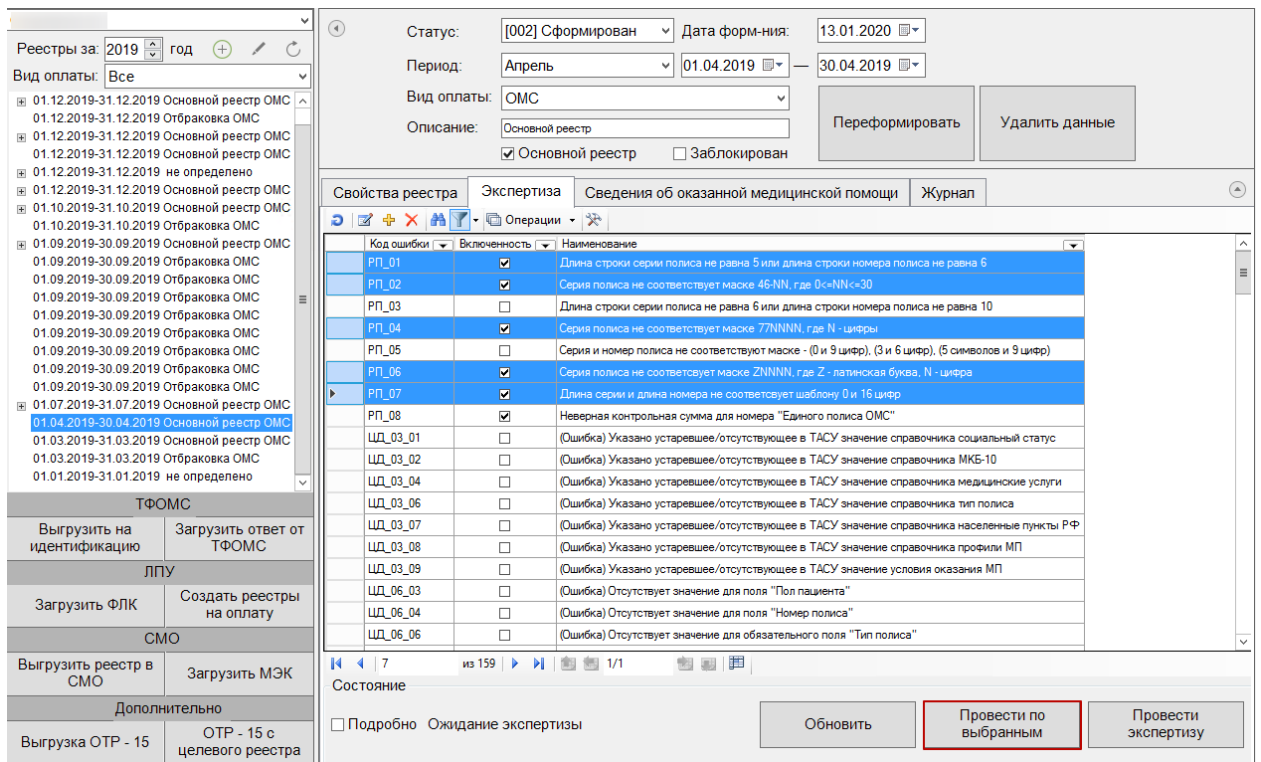 Реестры за: 2019 год
Вид оплаты: Все
01.12.2019-31.12.2019 Основной реестр ОМС
01.12.2019-31.12.2019 Отбраковка ОМС
01.12.2019-31.12.2019 Основной реестр ОМС
01.12.2019-31.12.2019 Основной реестр ОМС
01.12.2019-31.12.2019 не определено
01.12.2019-31.12.2019 Основной реестр ОМС
01.10.2019-31.10.2019 Основной реестр ОМС
01.10.2019-31.10.2019 Отбраковка ОМС
01.09.2019-30.09.2019 Основной реестр ОМС
01.09.2019-30.09.2019 Отбраковка ОМС
01.09.2019-30.09.2019 Отбраковка ОМС
01.09.2019-30.09.2019 Отбраковка ОМС
01.09.2019-30.09.2019 Отбраковка ОМС
01.09.2019-30.09.2019 Отбраковка ОМС
01.09.2019-30.09.2019 Отбраковка ОМС
01.09.2019-30.09.2019 Отбраковка ОМС
01.09.2019-30.09.2019 Отбраковка ОМС
01.07.2019-31.07.2019 Основной реестр ОМС
01.04.2019-30.04.2019 Основной реестр ОМС
01.03.2019-31.03.2019 Основной реестр ОМС
01.03.2019-31.03.2019 Отбраковка ОМС
01.01.2019-31.01.2019 не определено
ТФОМС
Выгрузить на идентификацию
Загрузить ответ от ТФОМС
ЛПУ
Загрузить ФЛК
Создать реестры на оплату
СМО
Выгрузить реестр в СМО
Загрузить МЭК
Дополнительно
Выгрузка ОТР - 15
ОТР - 15 с целевого реестра
Статус: [002] Сформирован Дата форм-ния: 13.01.2020
Период: Апрель 01.04.2019 — 30.04.2019
Вид оплаты: ОМС
Описание: Основной реестр
Основной реестр Заблокирован
Переформировать Удалить данные
Свойства реестра Экспертиза Сведения об оказанной медицинской помощи Журнал
Операции
Код ошибки Включенность Наименование
РП_01 Длина строки серии полиса не равна 5 или длина строки номера полиса не равна 6
РП_02 Серия полиса не соответствует маске 46-NN, где 0<=NN<=30
РП_03 Длина строки серии полиса не равна 6 или длина строки номера полиса не равна 10
РП_04 Серия полиса не соответствует маске 77NNNN, где N - цифры
РП_05 Серия и номер полиса не соответствуют маске - (0 и 9 цифр), (3 и 6 цифр), (5 символов и 9 цифр)
РП_06 Серия полиса не соответсвует маске ZNNNN, где Z - латинская буква, N - цифра
РП_07 Длина серии и длина номера не соответсвует шаблону 0 и 16 цифр
РП_08 Неверная контрольная сумма для номера "Единого полиса ОМС"
ЦД_03_01 (Ошибка) Указано устаревшее/отсутствующее в ТАСУ значение справочника социальный статус
ЦД_03_02 (Ошибка) Указано устаревшее/отсутствующее в ТАСУ значение справочника МКБ-10
ЦД_03_04 (Ошибка) Указано устаревшее/отсутствующее в ТАСУ значение справочника медицинские услуги
ЦД_03_06 (Ошибка) Указано устаревшее/отсутствующее в ТАСУ значение справочника тип полиса
ЦД_03_07 (Ошибка) Указано устаревшее/отсутствующее в ТАСУ значение справочника населенные пункты РФ
ЦД_03_08 (Ошибка) Указано устаревшее/отсутствующее в ТАСУ значение справочника профили МП
ЦД_03_09 (Ошибка) Указано устаревшее/отсутствующее в ТАСУ значение условия оказания МП
ЦД_06_03 (Ошибка) Отсутствует значение для поля "Пол пациента"
ЦД_06_04 (Ошибка) Отсутствует значение для поля "Номер полиса"
ЦД_06_06 (Ошибка) Отсутствует значение для обязательного поля "Тип полиса"
7 из 159 1/1
Состояние
Подробно Ожидание экспертизы
Обновить
Провести по выбранным
Провести экспертизу